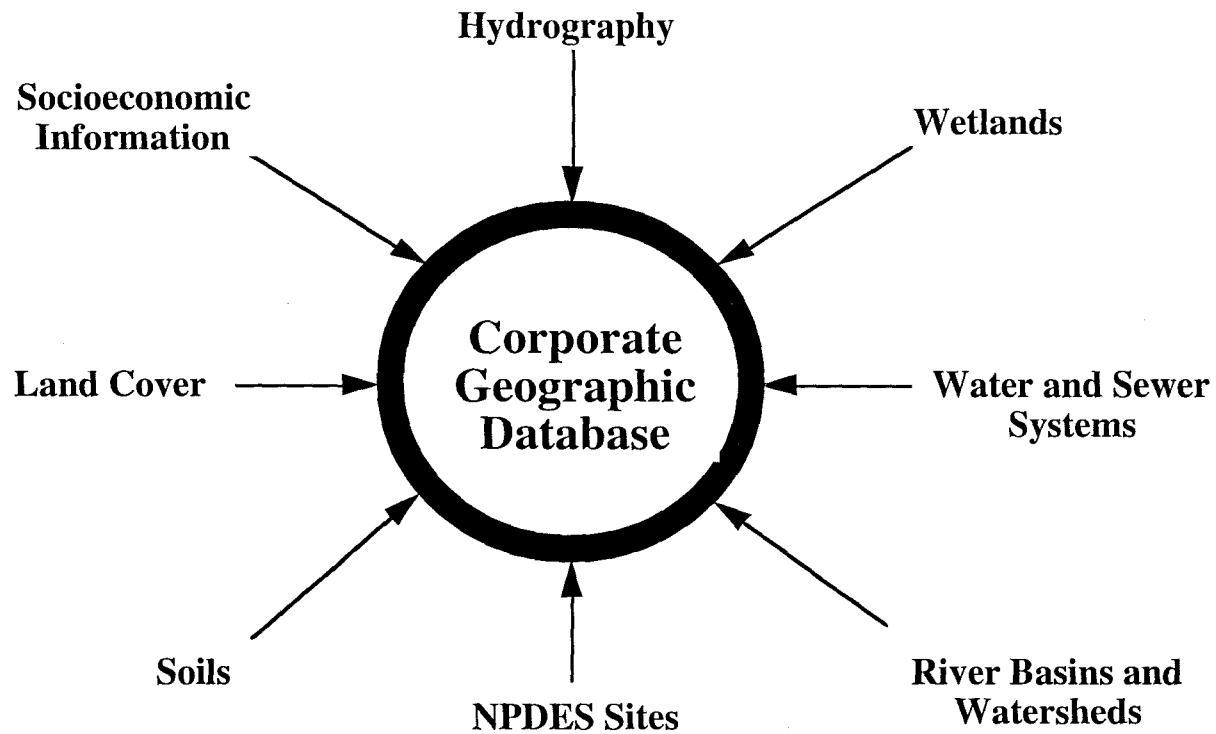 Hydrography
Socioeconomic
Information
Wetlands
Corporate
Geographic
Database
Land Cover
Water and Sewer
Systems
Soils
NPDES Sites
River Basins and
Watersheds